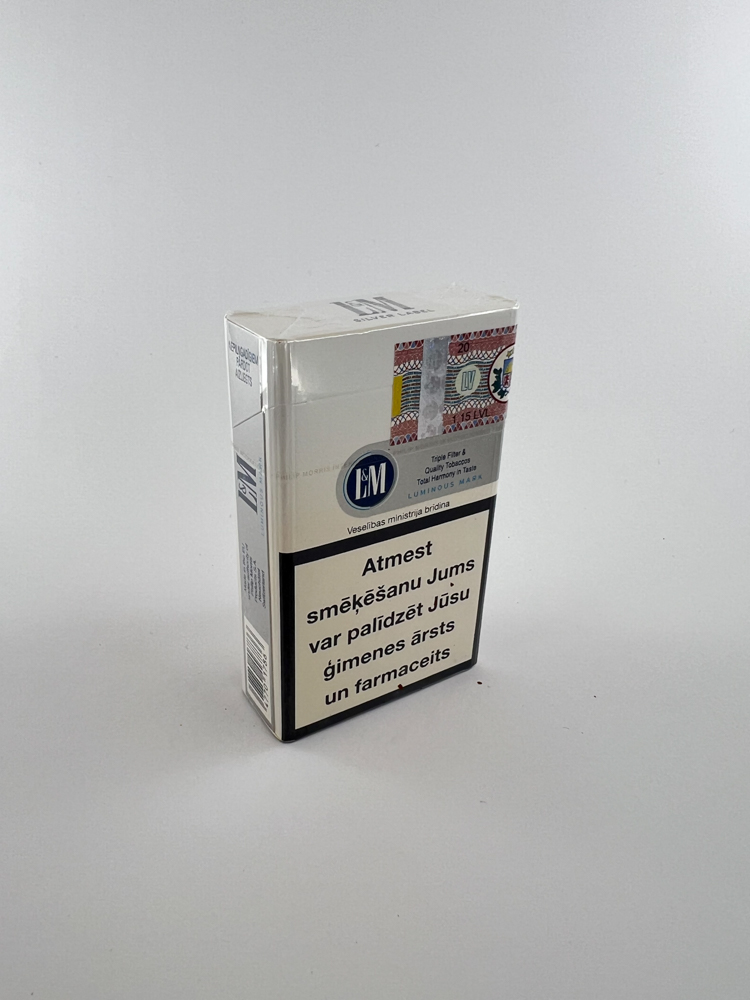 L&M
SILVER LABEL
20
LV
1,15 LVL
L&M
Triple Filter &
Quality Tobaccos
Total Harmony in Taste
LUMINOUS MARK
Veselības ministrija brīdina
Atmest
smēķēšanu Jums
var palīdzēt Jūsu
ģimenes ārsts
un farmaceits
L&M